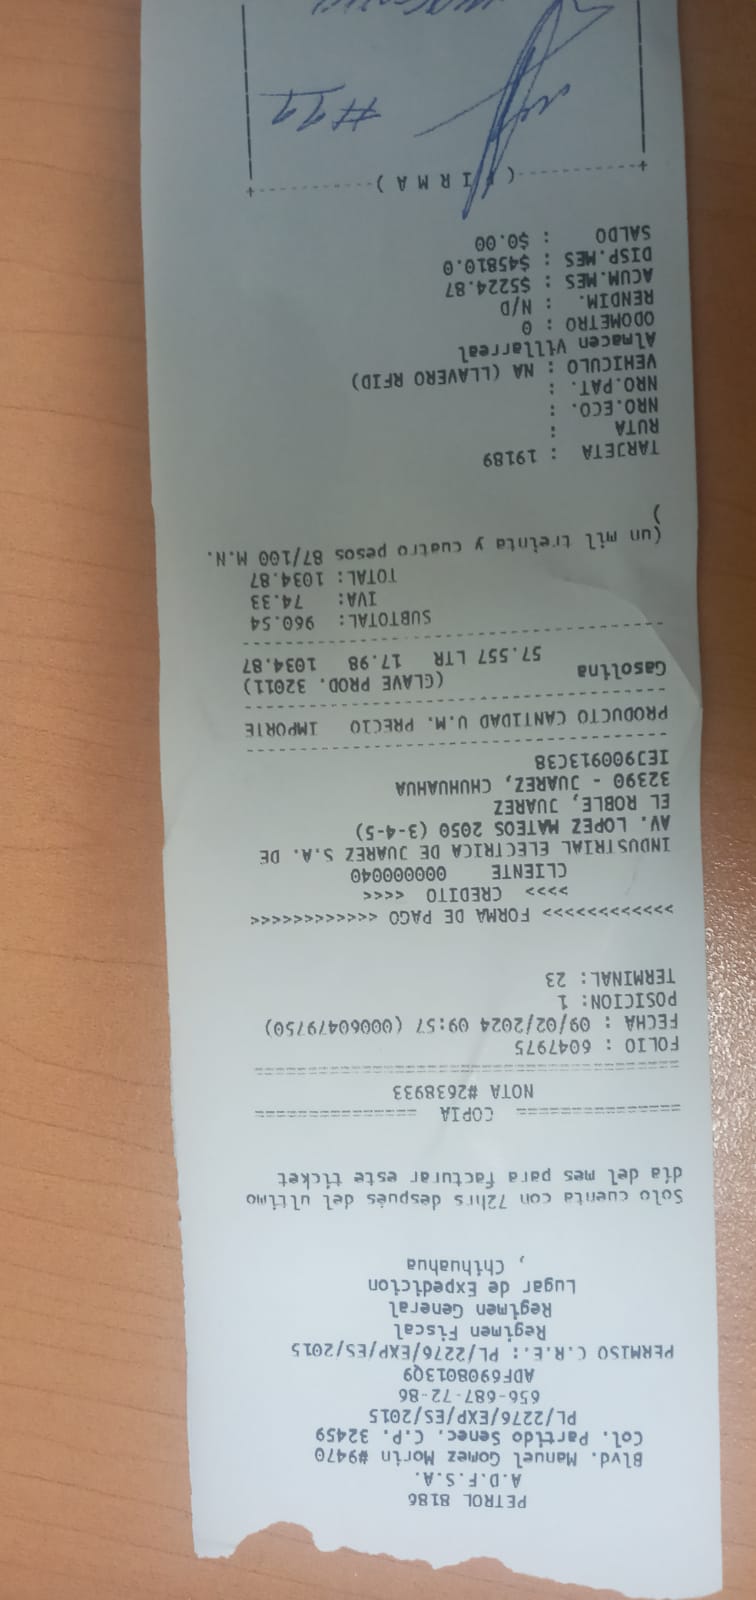 PETROL 8186
A.D.F.S.A.
Blvd. Manuel Gomez Morin #9470
Col. Partido Senec. C.P. 32459
PL/2276/EXP/ES/2015
656-687-72-86
ADF6908013Q9
PERMISO C.R.E.: PL/2276/EXP/ES/2015
Regimen Fiscal
Regimen General
Lugar de Expedicion
, Chihuahua
Solo cuenta con 72hrs después del ultimo
dia del mes para facturar este ticket
================== COPIA ==================
NOTA #2638933
FOLIO : 6047975
FECHA : 09/02/2024 09:57 (00060479750)
POSICION: 1
TERMINAL: 23
>>>>>>>>>>>>> FORMA DE PAGO <<<<<<<<<<<<<
>>>> CREDITO <<<<
CLIENTE 000000040
INDUSTRIAL ELECTRICA DE JUAREZ S.A. DE
AV. LOPEZ MATEOS 2050 (3-4-5)
EL ROBLE, JUAREZ
32390 - JUAREZ, CHUHUAHUA
IEJ900913C38
PRODUCTO CANTIDAD U.M. PRECIO IMPORTE
Gasolina (CLAVE PROD. 32011)
57.557 LTR 17.98 1034.87
SUBTOTAL: 960.54
IVA: 74.33
TOTAL: 1034.87
(un mil treinta y cuatro pesos 87/100 M.N.
)
TARJETA : 19189
RUTA :
NRO.ECO. :
NRO.PAT. :
VEHICULO : NA (LLAVERO RFID)
Almacen Villarreal
ODOMETRO : 0
RENDIM. : N/D
ACUM.MES : $5224.87
DISP.MES : $45810.0
SALDO : $0.00
( F I R M A )
#11